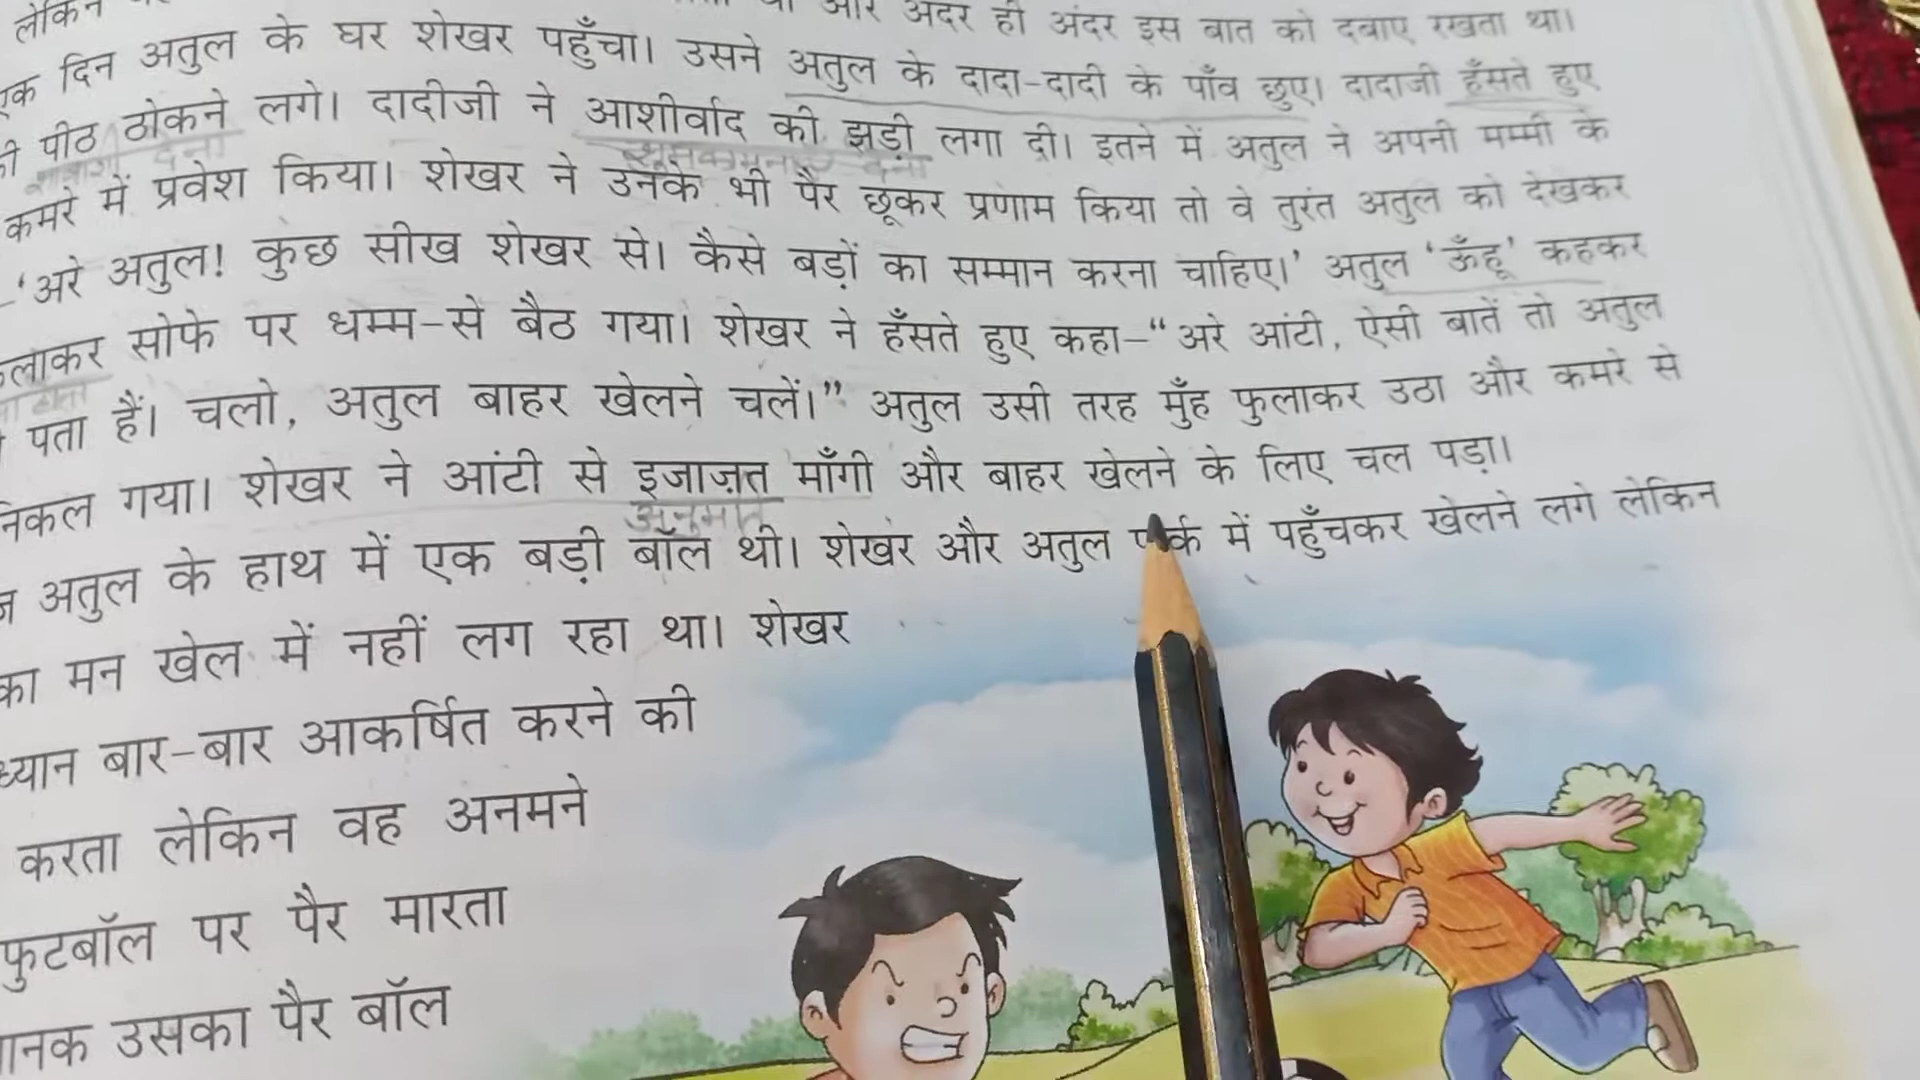 लेकिन और अंदर ही अंदर इस बात को दबाए रखता था।
एक दिन अतुल के घर शेखर पहुँचा। उसने अतुल के दादा-दादी के पाँव छुए। दादाजी हँसते हुए
की पीठ ठोकने लगे। दादीजी ने आशीर्वाद की झड़ी लगा दी। इतने में अतुल ने अपनी मम्मी के
देना
कमरे में प्रवेश किया। शेखर ने उनके भी पैर छूकर प्रणाम किया तो वे तुरंत अतुल को देखकर
–‘अरे अतुल! कुछ सीख शेखर से। कैसे बड़ों का सम्मान करना चाहिए।’ अतुल ‘ऊँहू’ कहकर
लाकर सोफे पर धम्म-से बैठ गया। शेखर ने हँसते हुए कहा–“अरे आंटी, ऐसी बातें तो अतुल
पता हैं। चलो, अतुल बाहर खेलने चलें।” अतुल उसी तरह मुँह फुलाकर उठा और कमरे से
निकल गया। शेखर ने आंटी से इजाज़त माँगी और बाहर खेलने के लिए चल पड़ा।
अनुमति
अतुल के हाथ में एक बड़ी बॉल थी। शेखर और अतुल पार्क में पहुँचकर खेलने लगे लेकिन
का मन खेल में नहीं लग रहा था। शेखर
ध्यान बार-बार आकर्षित करने की
करता लेकिन वह अनमने
फुटबॉल पर पैर मारता
नक उसका पैर बॉल